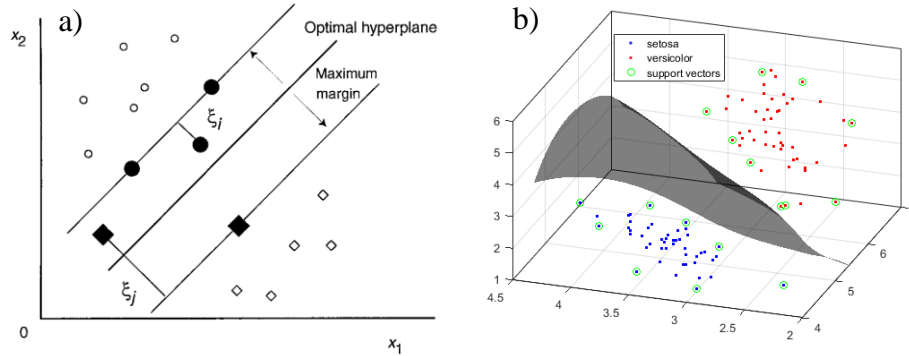 a)
x2
Optimal hyperplane
Maximum
margin
ξi
ξj
0
x1
b)
setosa
versicolor
support vectors
6
5
4
3
2
1
4.5
4
3.5
3
2.5
2
4
5
6